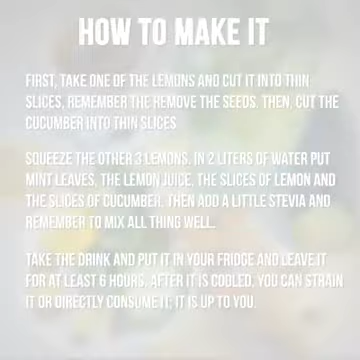 HOW TO MAKE IT
FIRST, TAKE ONE OF THE LEMONS AND CUT IT INTO THIN
SLICES, REMEMBER THE REMOVE THE SEEDS. THEN, CUT THE
CUCUMBER INTO THIN SLICES
SQUEEZE THE OTHER 3 LEMONS. IN 2 LITERS OF WATER PUT
MINT LEAVES, THE LEMON JUICE, THE SLICES OF LEMON AND
THE SLICES OF CUCUMBER. THEN ADD A LITTLE STEVIA AND
REMEMBER TO MIX ALL THING WELL.
TAKE THE DRINK AND PUT IT IN YOUR FRIDGE AND LEAVE IT
FOR AT LEAST 6 HOURS. AFTER IT IS COOLED, YOU CAN STRAIN
IT OR DIRECTLY CONSUME IT; IT IS UP TO YOU.